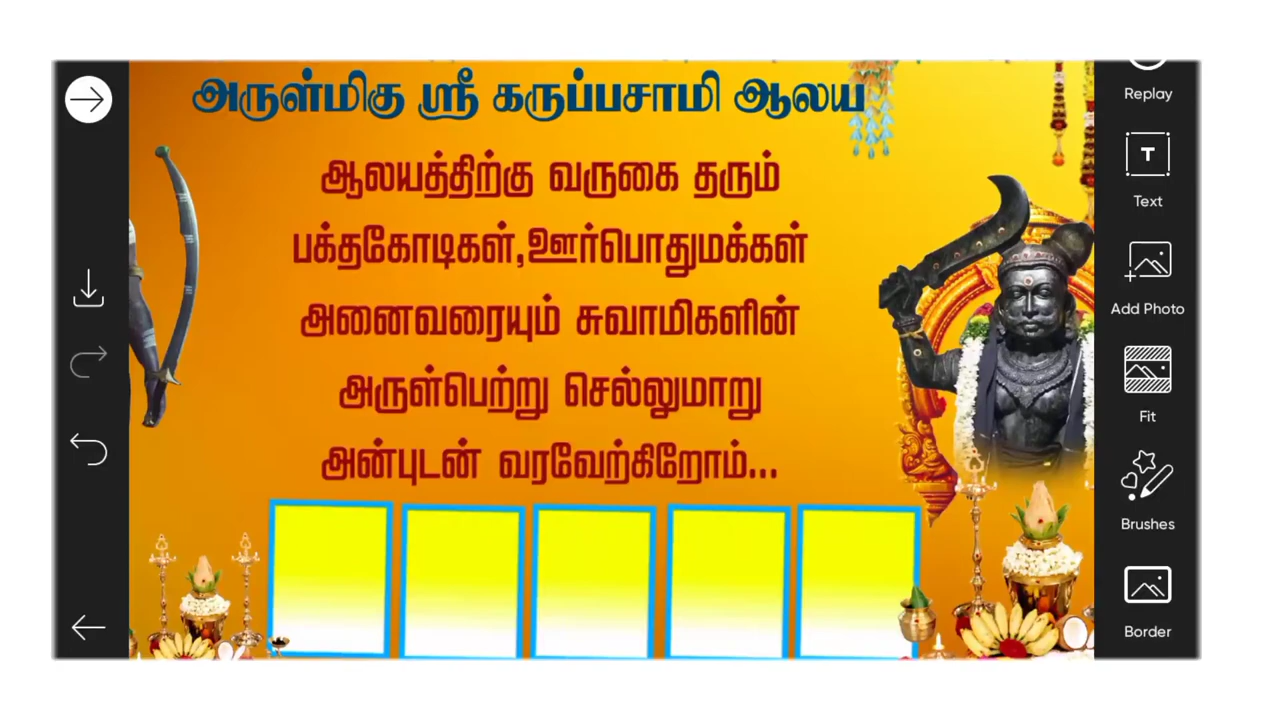 அருள்மிகு ஸ்ரீ கருப்பசாமி ஆலய
ஆலயத்திற்கு வருகை தரும்
பக்தகோடிகள்,ஊர்பொதுமக்கள்
அனைவரையும் சுவாமிகளின்
அருள்பெற்று செல்லுமாறு
அன்புடன் வரவேற்கிறோம்...
Replay
T
Text
Add Photo
Fit
Brushes
Border